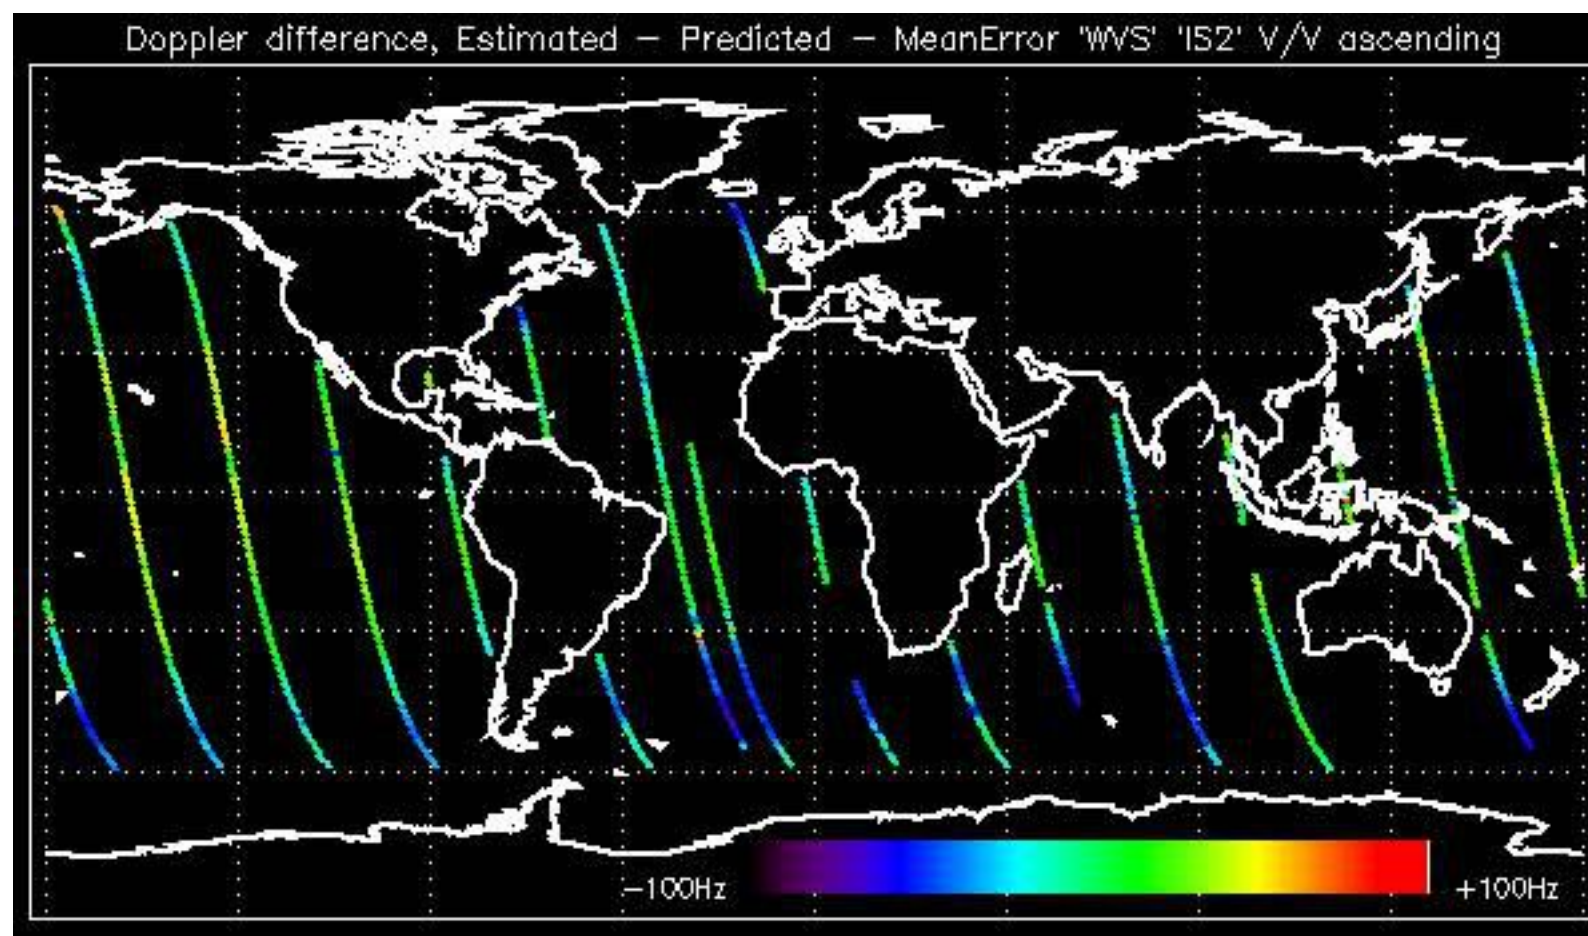 Doppler difference, Estimated − Predicted − MeanError 'WVS' 'IS2' V/V ascending
−100Hz
+100Hz